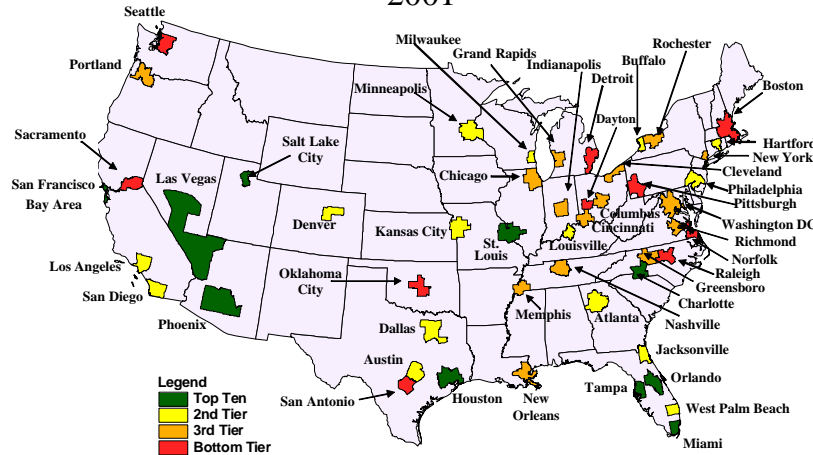 2001
Seattle
Milwaukee
Grand Rapids
Indianapolis
Rochester
Buffalo
Detroit
Portland
Minneapolis
Boston
Dayton
Sacramento
Salt Lake
City
Hartford
New York
Las Vegas
Chicago
Cleveland
San Francisco
Bay Area
Philadelphia
Pittsburgh
Denver
Kansas City
St.
Louis
Columbus
Cincinnati
Louisville
Washington DC
Richmond
Norfolk
Los Angeles
Oklahoma
City
Raleigh
Greensboro
San Diego
Charlotte
Memphis
Atlanta
Nashville
Phoenix
Dallas
Jacksonville
Austin
Orlando
Legend
Top Ten
2nd Tier
3rd Tier
Bottom Tier
San Antonio
Houston
New
Orleans
Tampa
West Palm Beach
Miami